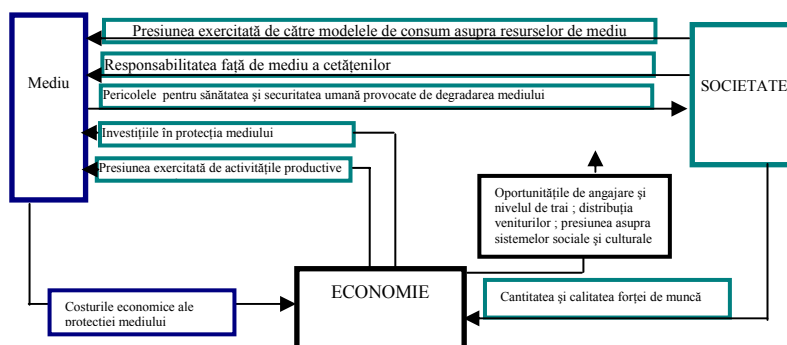 Presiunea exercitată de către modelele de consum asupra resurselor de mediu
Responsabilitatea față de mediu a cetățenilor
Mediu
Pericolele pentru sănătatea și securitatea umană provocate de degradarea mediului
SOCIETATE
Investițiile în protecția mediului
Presiunea exercitată de activitățile productive
Oportunitățile de angajare și
nivelul de trai ; distribuția
veniturilor ; presiunea asupra
sistemelor sociale și culturale
ECONOMIE
Cantitatea și calitatea forței de muncă
Costurile economice ale
protectiei mediului